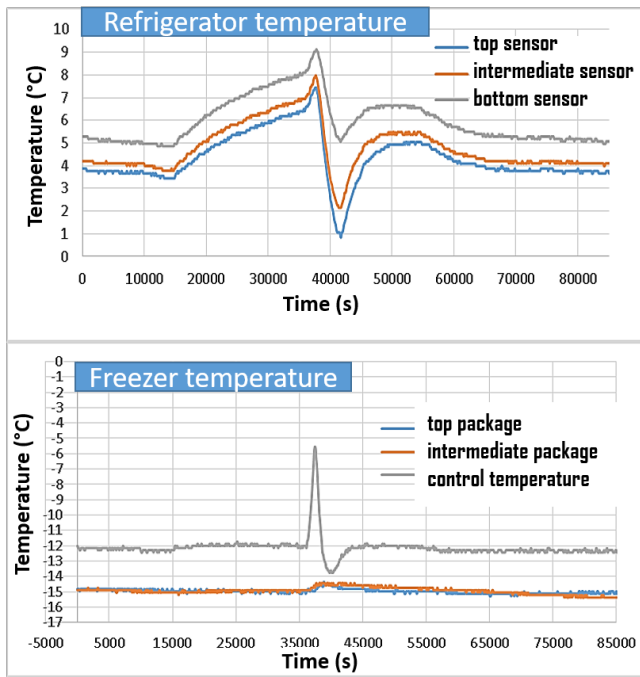 Refrigerator temperature
10
9
8
7
6
5
4
3
2
1
0
Temperature (°C)
top sensor
intermediate sensor
bottom sensor
0 10000 20000 30000 40000 50000 60000 70000 80000
Time (s)
Freezer temperature
0
-1
-2
-3
-4
-5
-6
-7
-8
-9
-10
-11
-12
-13
-14
-15
-16
-17
Temperature (°C)
top package
intermediate package
control temperature
-5000 5000 15000 25000 35000 45000 55000 65000 75000 85000
Time (s)